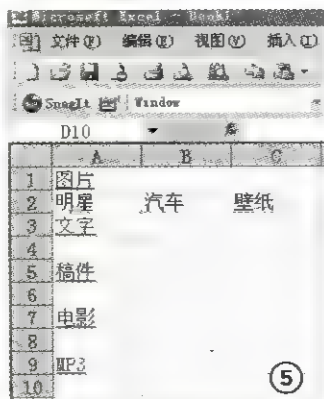 Microsoft Excel - Book1
文件(F) 编辑(E) 视图(V) 插入(I)
SnagIt Window
D10
A B C
1 图片
2 明星 汽车 壁纸
3 文字
4
5 稿件
6
7 电影
8
9 MP3
10
⑤